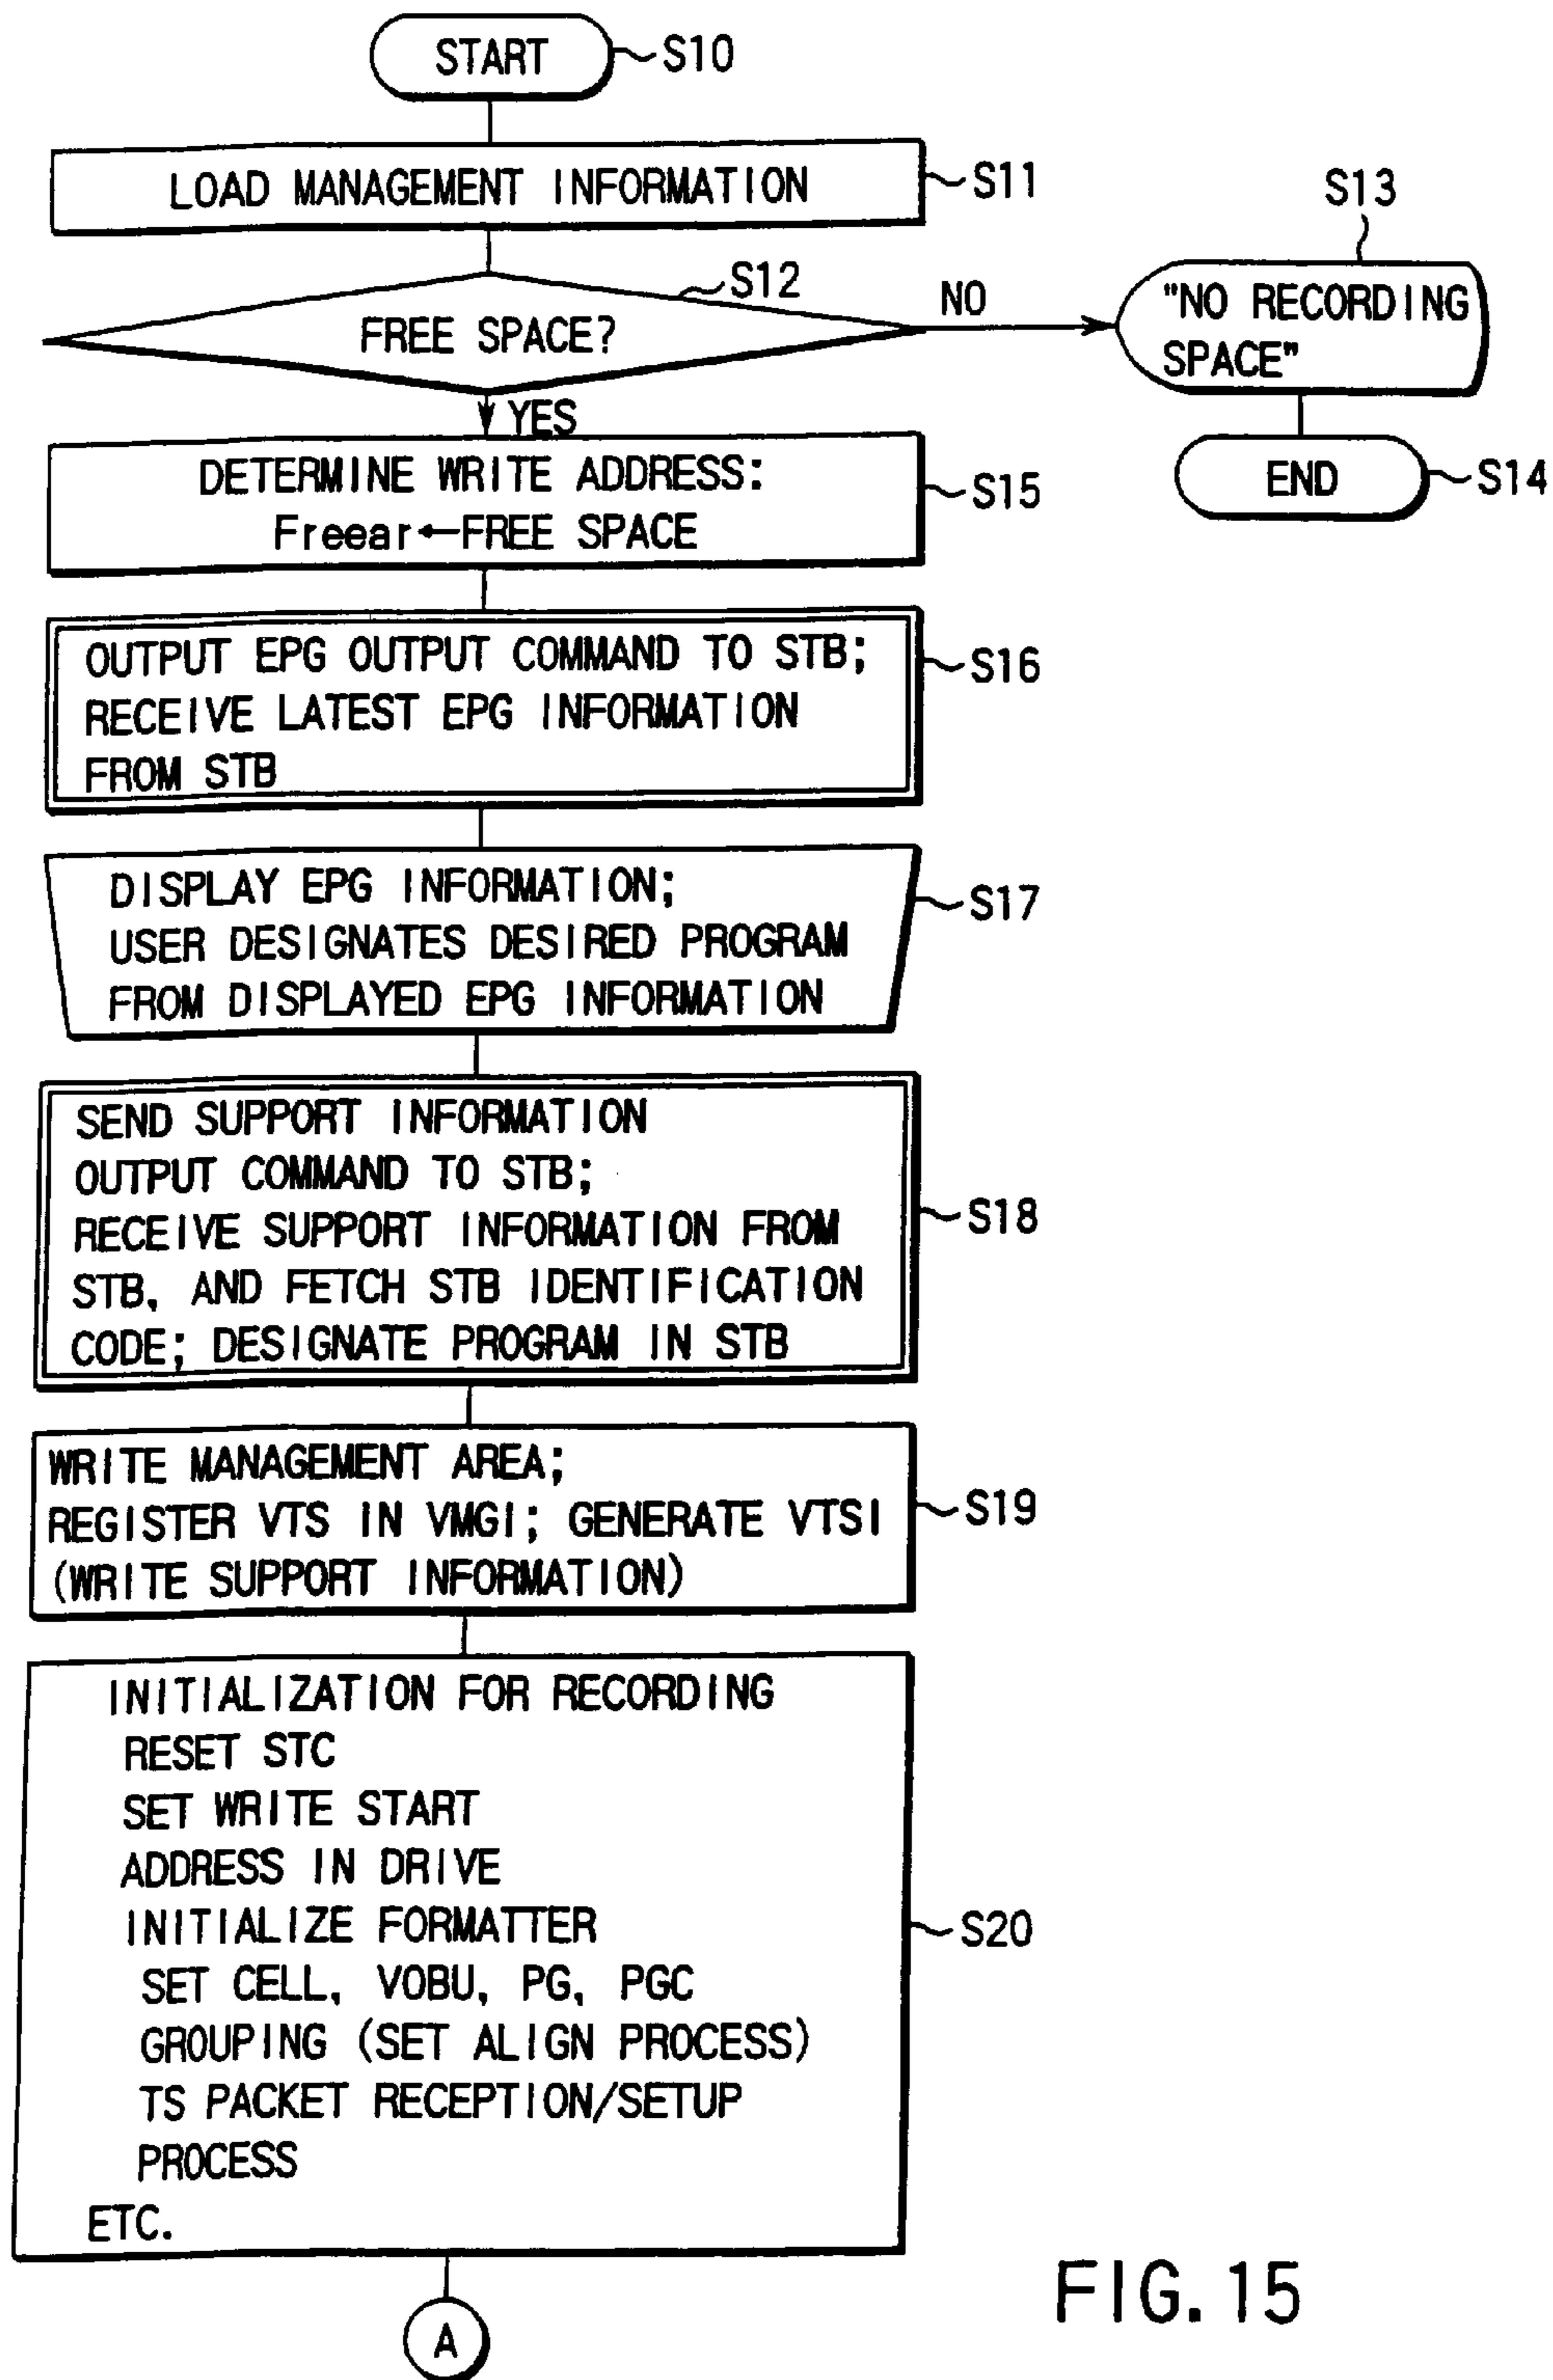 START
S10
LOAD MANAGEMENT INFORMATION
S11
FREE SPACE?
S12
NO
"NO RECORDING
SPACE"
S13
END
S14
YES
DETERMINE WRITE ADDRESS:
Freear←FREE SPACE
S15
OUTPUT EPG OUTPUT COMMAND TO STB;
RECEIVE LATEST EPG INFORMATION
FROM STB
S16
DISPLAY EPG INFORMATION;
USER DESIGNATES DESIRED PROGRAM
FROM DISPLAYED EPG INFORMATION
S17
SEND SUPPORT INFORMATION
OUTPUT COMMAND TO STB;
RECEIVE SUPPORT INFORMATION FROM
STB, AND FETCH STB IDENTIFICATION
CODE; DESIGNATE PROGRAM IN STB
S18
WRITE MANAGEMENT AREA;
REGISTER VTS IN VMGI; GENERATE VTSI
(WRITE SUPPORT INFORMATION)
S19
INITIALIZATION FOR RECORDING
RESET STC
SET WRITE START
ADDRESS IN DRIVE
INITIALIZE FORMATTER
SET CELL, VOBU, PG, PGC
GROUPING (SET ALIGN PROCESS)
TS PACKET RECEPTION/SETUP
PROCESS
ETC.
S20
A
FIG. 15